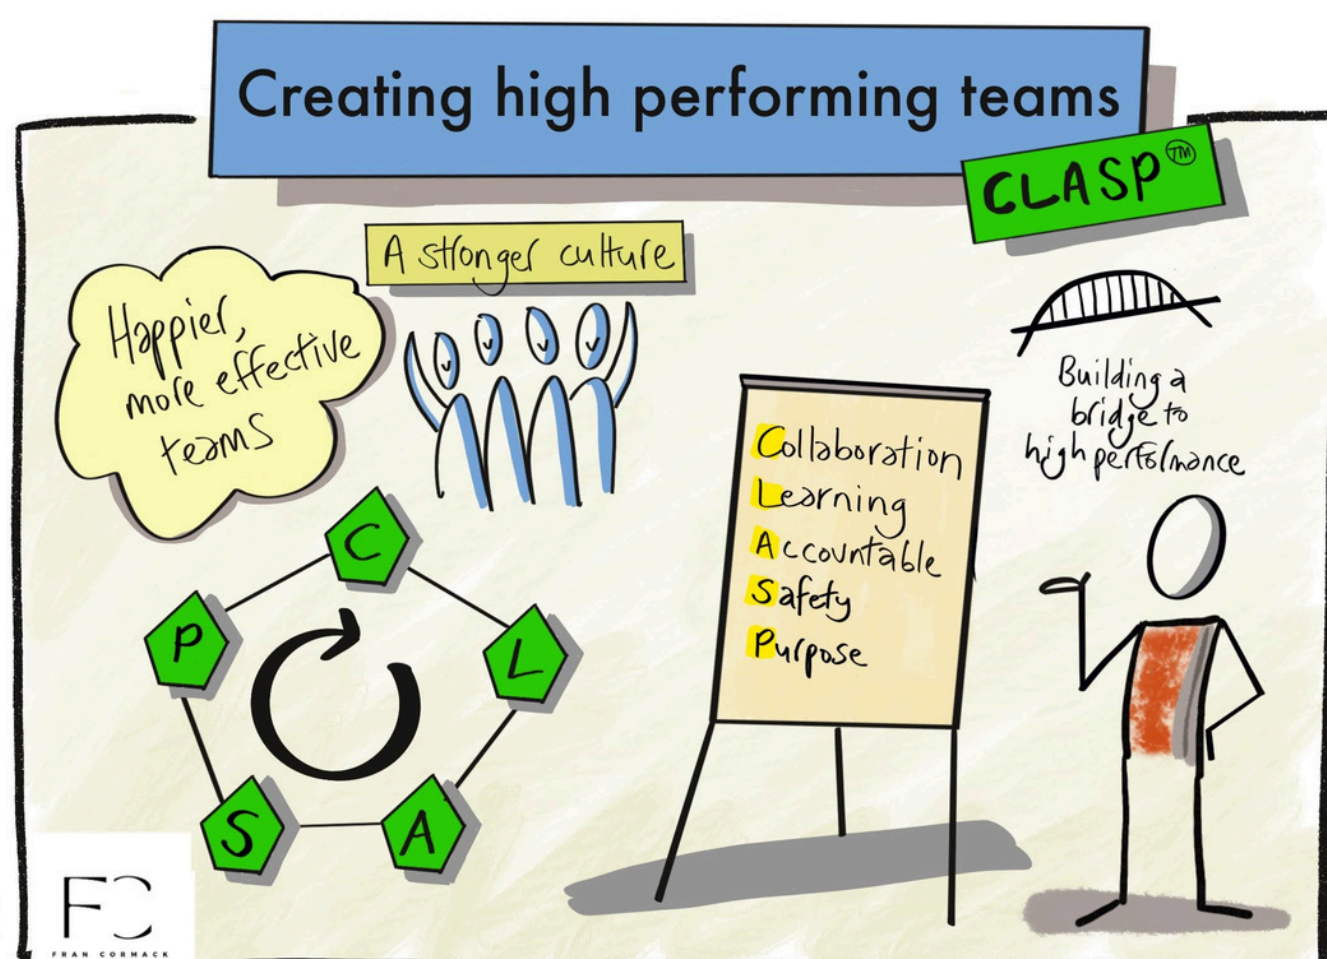 Creating high performing teams
CLASP™
A stronger culture
Happier,
more effective
teams
Building a
bridge to
high performance
Collaboration
Learning
Accountable
Safety
Purpose
C
L
A
S
P
FC
FRAN CORMACK